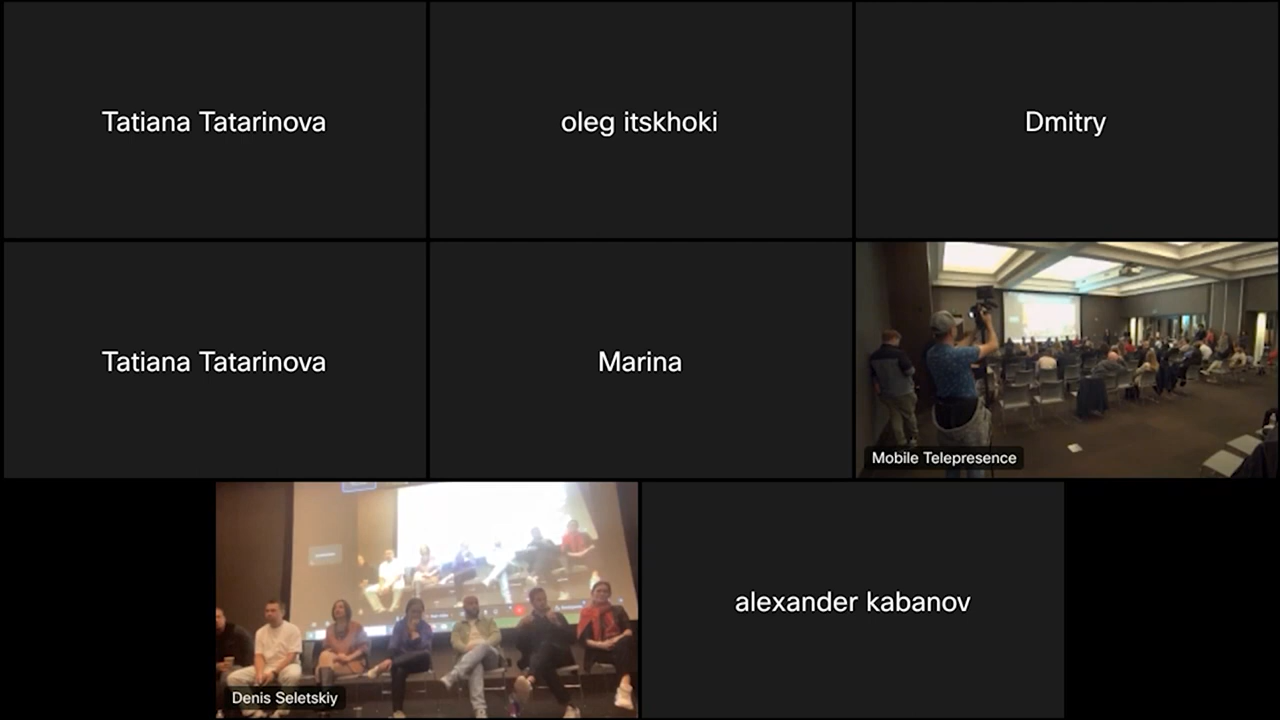 Tatiana Tatarinova
oleg itskhoki
Dmitry
Tatiana Tatarinova
Marina
Mobile Telepresence
Denis Seletskiy
alexander kabanov